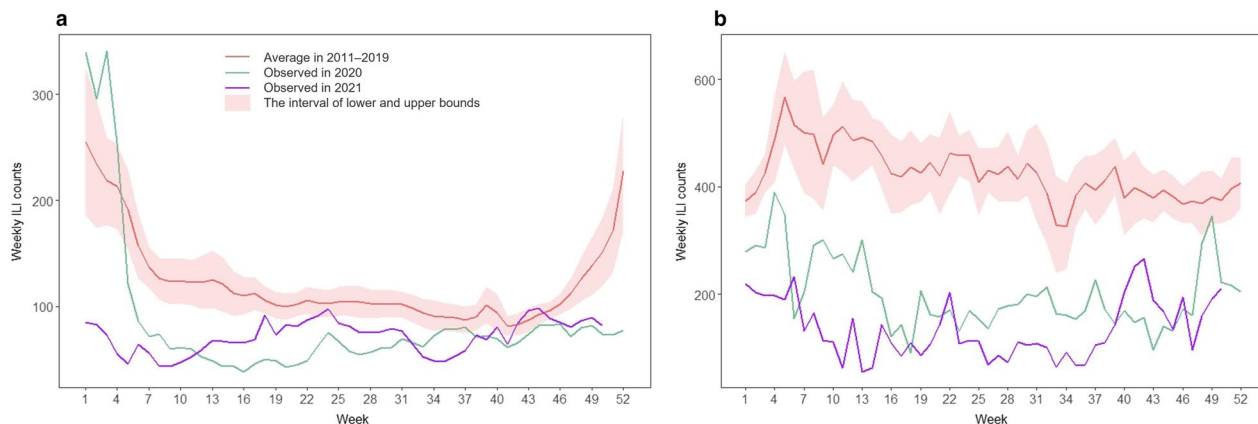 a
Average in 2011–2019
Observed in 2020
Observed in 2021
The interval of lower and upper bounds
Weekly ILI counts
300
200
100
1 4 7 10 13 16 19 22 25 28 31 34 37 40 43 46 49 52
Week
b
Weekly ILI counts
600
400
200
1 4 7 10 13 16 19 22 25 28 31 34 37 40 43 46 49 52
Week